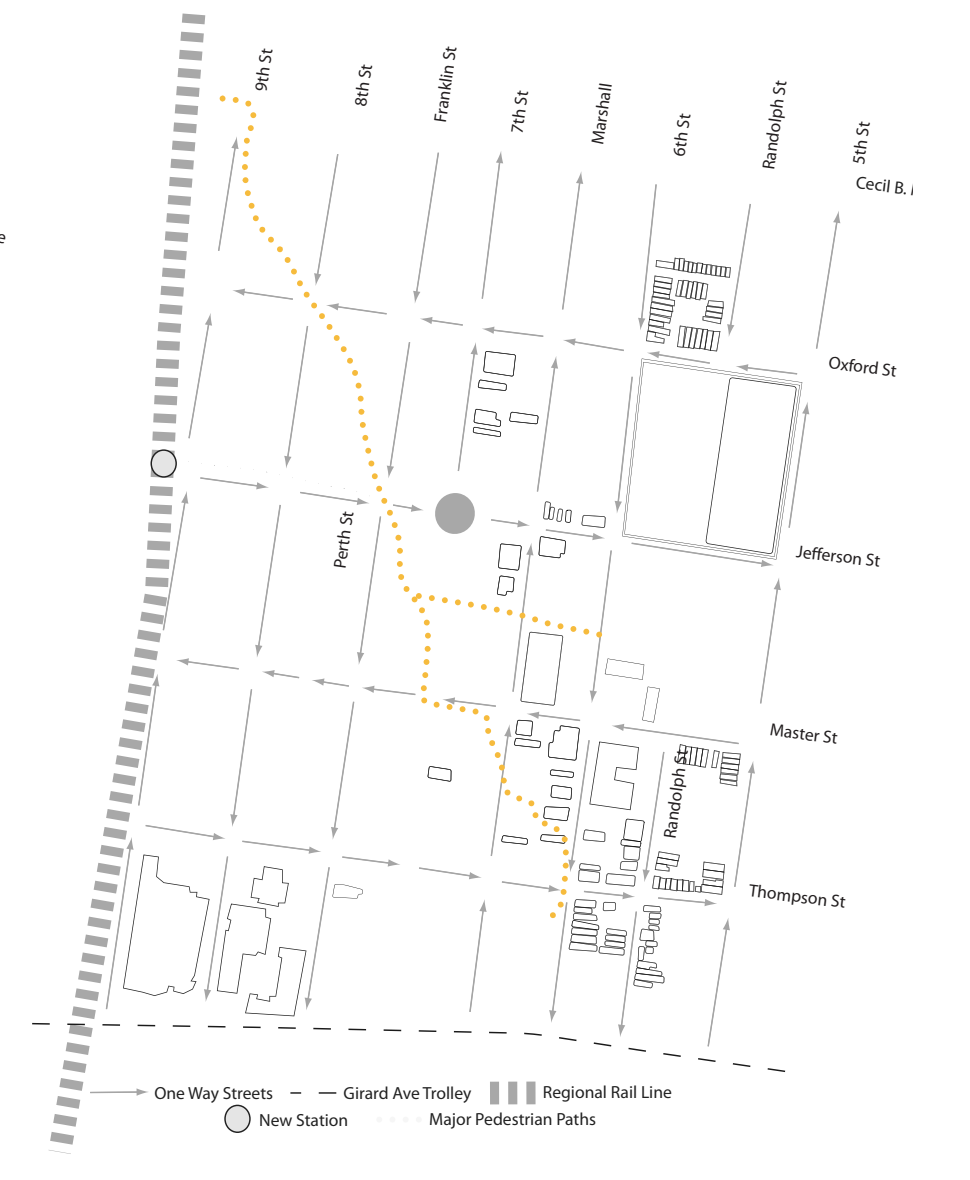 9th St
8th St
Franklin St
7th St
Marshall
6th St
Randolph St
5th St
Cecil B.
e
Oxford St
Perth St
Jefferson St
Master St
Randolph St
Thompson St
One Way Streets
Girard Ave Trolley
Regional Rail Line
New Station
Major Pedestrian Paths